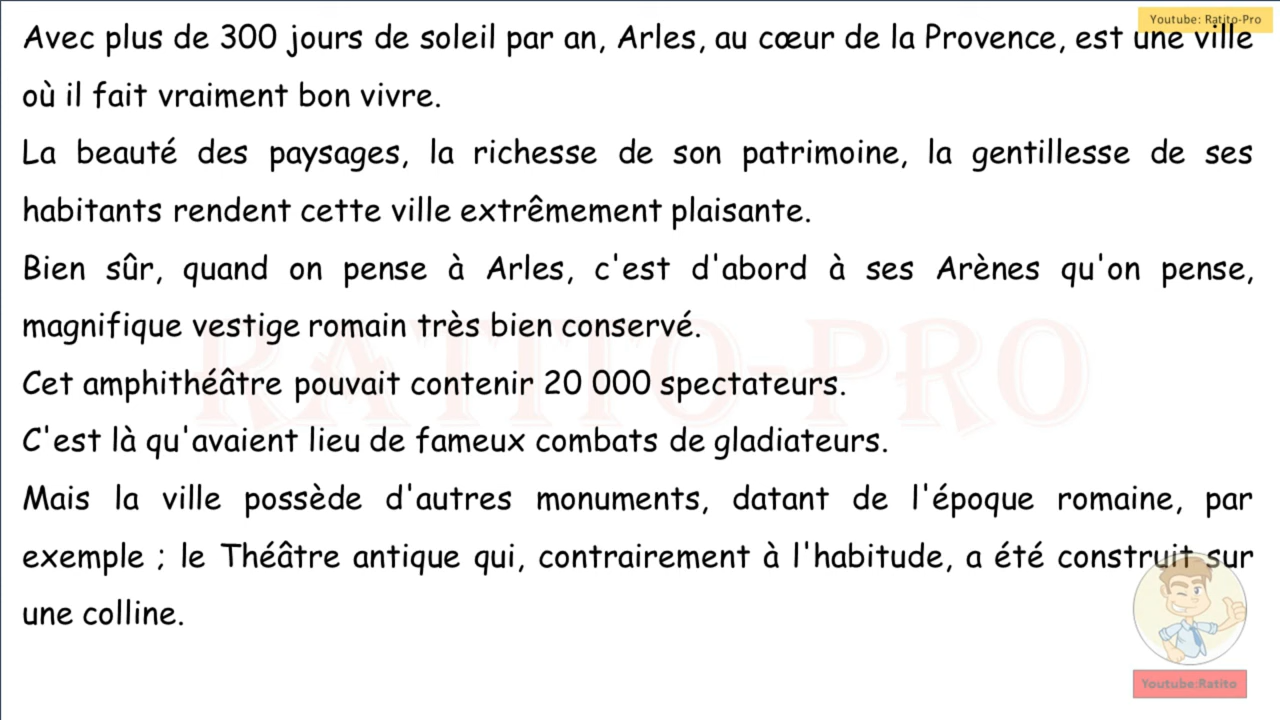 Youtube: Ratito-Pro
Avec plus de 300 jours de soleil par an, Arles, au cœur de la Provence, est une ville
où il fait vraiment bon vivre.
La beauté des paysages, la richesse de son patrimoine, la gentillesse de ses
habitants rendent cette ville extrêmement plaisante.
Bien sûr, quand on pense à Arles, c'est d'abord à ses Arènes qu'on pense,
magnifique vestige romain très bien conservé.
RATITO-PRO
Cet amphithéâtre pouvait contenir 20 000 spectateurs.
C'est là qu'avaient lieu de fameux combats de gladiateurs.
Mais la ville possède d'autres monuments, datant de l'époque romaine, par
exemple ; le Théâtre antique qui, contrairement à l'habitude, a été construit sur
une colline.
Youtube:Ratito